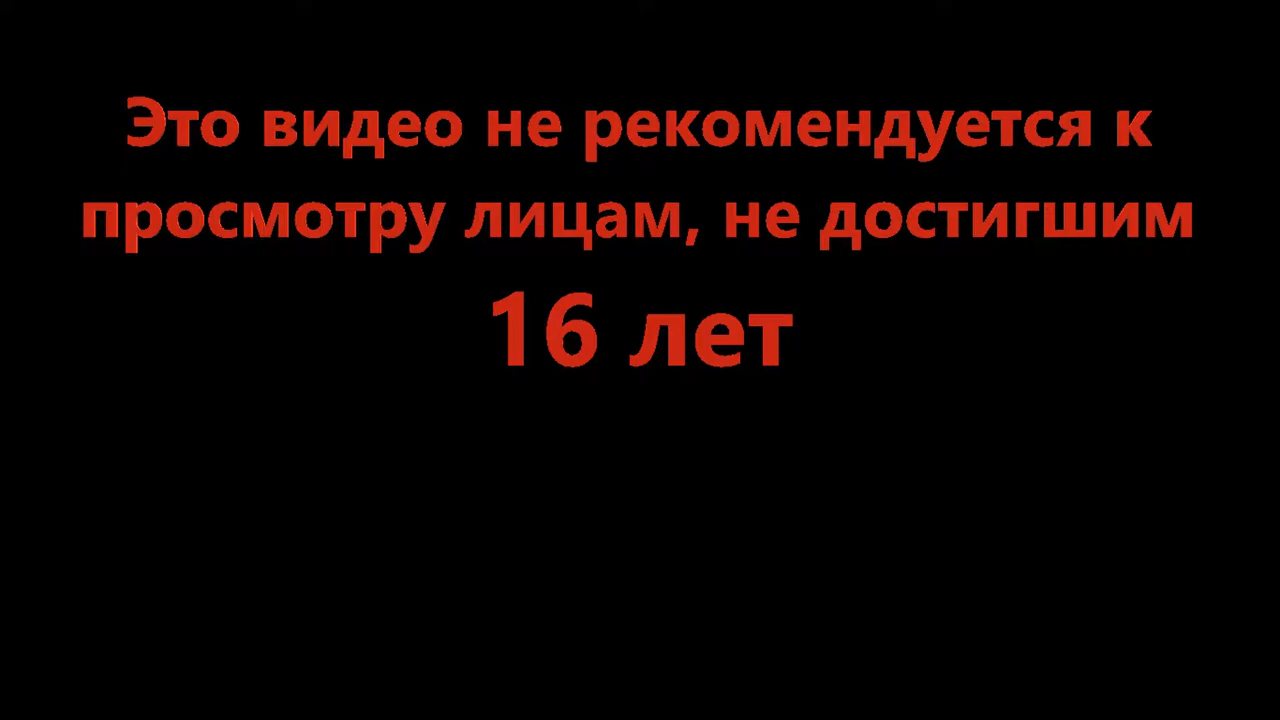 Это видео не рекомендуется к
просмотру лицам, не достигшим
16 лет